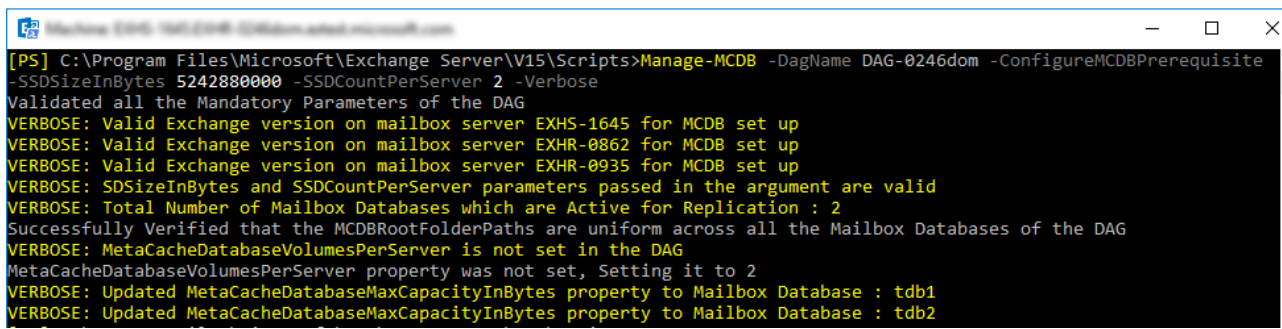 [PS] C:\Program Files\Microsoft\Exchange Server\V15\Scripts>Manage-MCDB -DagName DAG-0246dom -ConfigureMCDBPrerequisite
-SSDSizeInBytes 5242880000 -SSDCountPerServer 2 -Verbose
Validated all the Mandatory Parameters of the DAG
VERBOSE: Valid Exchange version on mailbox server EXHS-1645 for MCDB set up
VERBOSE: Valid Exchange version on mailbox server EXHR-0862 for MCDB set up
VERBOSE: Valid Exchange version on mailbox server EXHR-0935 for MCDB set up
VERBOSE: SDSizeInBytes and SSDCountPerServer parameters passed in the argument are valid
VERBOSE: Total Number of Mailbox Databases which are Active for Replication : 2
Successfully Verified that the MCDBRootFolderPaths are uniform across all the Mailbox Databases of the DAG
VERBOSE: MetaCacheDatabaseVolumesPerServer is not set in the DAG
MetaCacheDatabaseVolumesPerServer property was not set, Setting it to 2
VERBOSE: Updated MetaCacheDatabaseMaxCapacityInBytes property to Mailbox Database : tdb1
VERBOSE: Updated MetaCacheDatabaseMaxCapacityInBytes property to Mailbox Database : tdb2